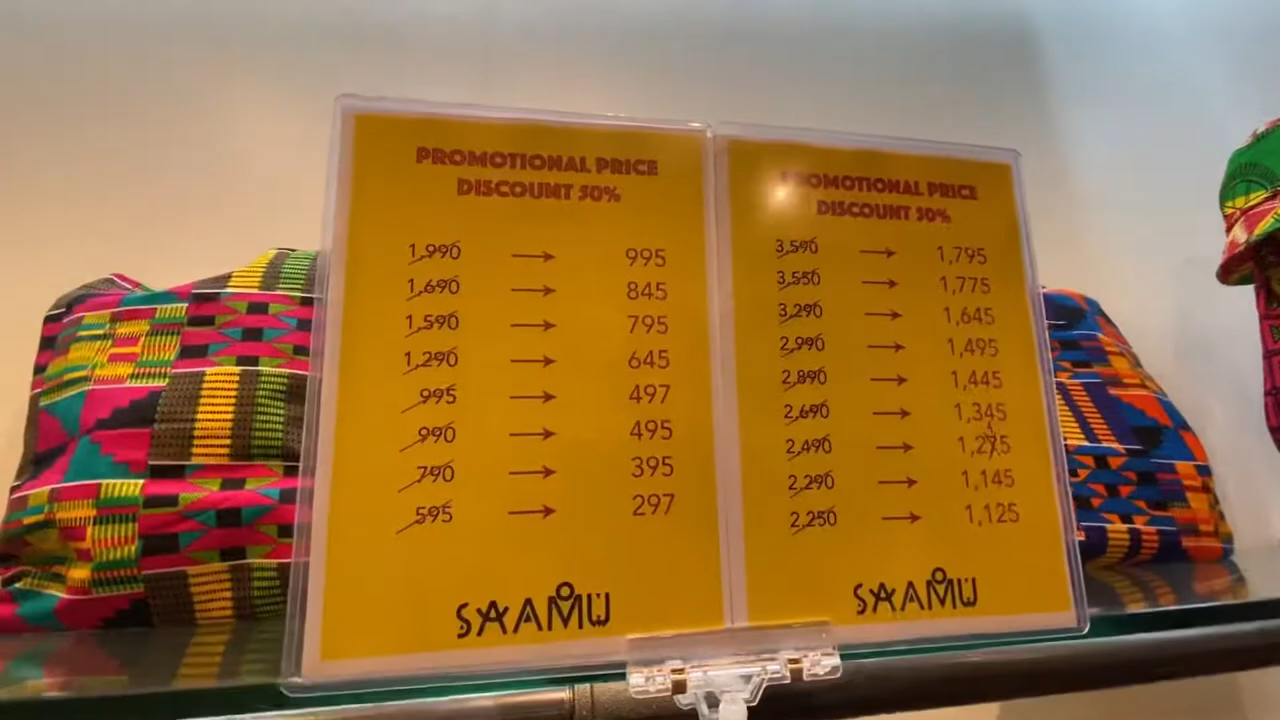 PROMOTIONAL PRICE
DISCOUNT 50%
1,990 → 995
1,690 → 845
1,590 → 795
1,290 → 645
995 → 497
990 → 495
790 → 395
595 → 297
SAAMU
PROMOTIONAL PRICE
DISCOUNT 50%
3,590 → 1,795
3,550 → 1,775
3,290 → 1,645
2,990 → 1,495
2,890 → 1,445
2,690 → 1,345
2,490 → 1,275
2,290 → 1,145
2,250 → 1,125
SAAMU